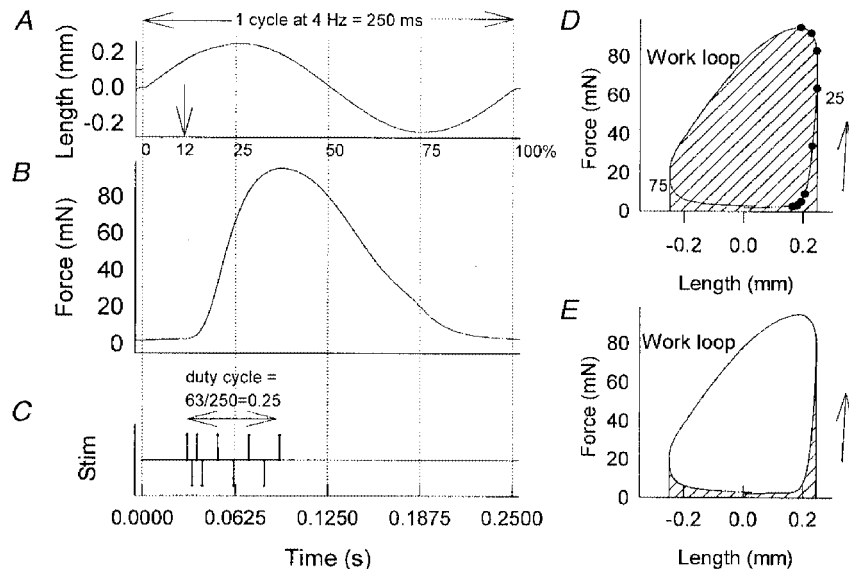 A
1 cycle at 4 Hz = 250 ms
Length (mm)
0.2
0.0
-0.2
0 12 25 50 75 100%
B
Force (mN)
80
60
40
20
0
C
duty cycle =
63/250=0.25
Stim
0.0000 0.0625 0.1250 0.1875 0.2500
Time (s)
D
Work loop
Force (mN)
80
60
40
20
0
25
75
-0.2 0.0 0.2
Length (mm)
E
Work loop
Force (mN)
80
60
40
20
0
-0.2 0.0 0.2
Length (mm)